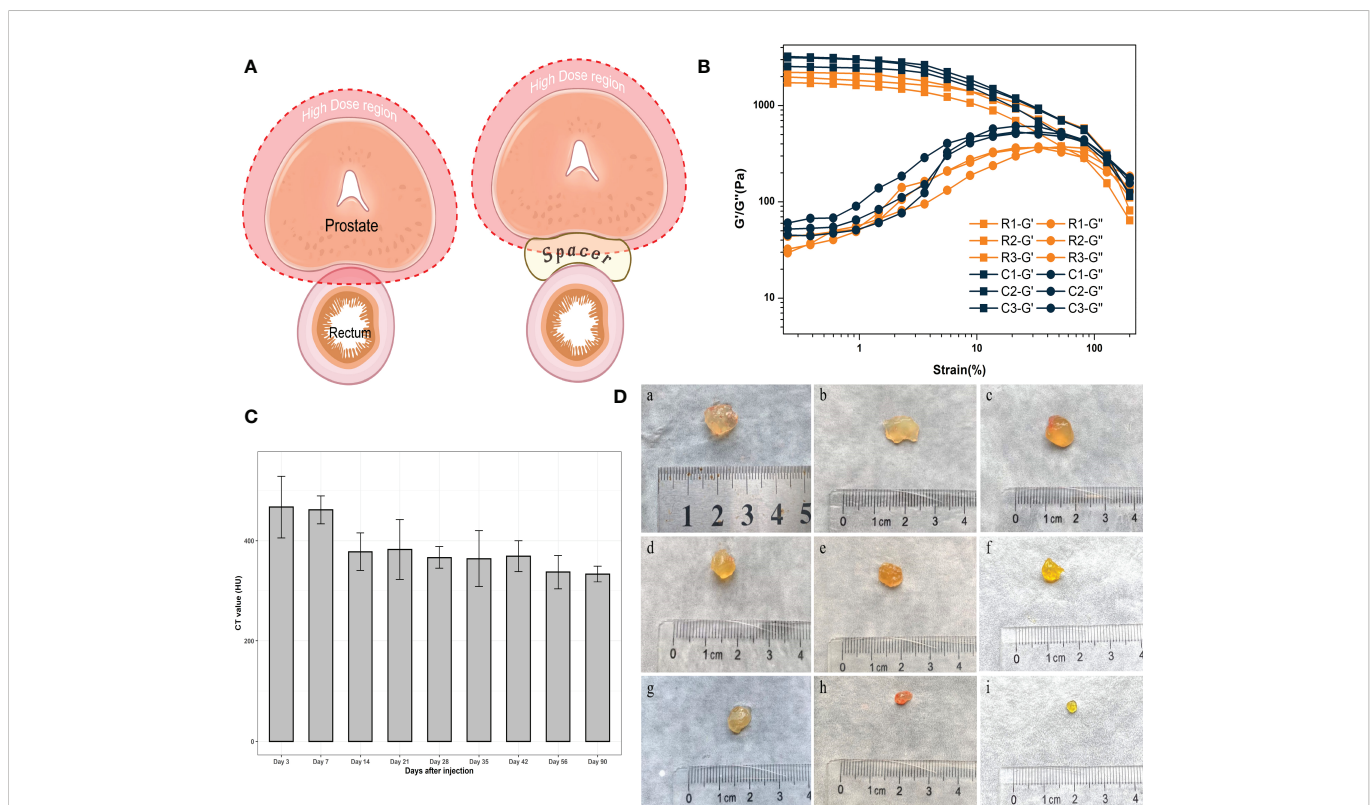 A
High Dose region
Prostate
Rectum
High Dose region
Spacer
B
G'/G''(Pa)
1000
100
10
R1-G' R1-G''
R2-G' R2-G''
R3-G' R3-G''
C1-G' C1-G''
C2-G' C2-G''
C3-G' C3-G''
1 10 100
Strain(%)
C
CT value (HU)
400
200
0
Day 3 Day 7 Day 14 Day 21 Day 28 Day 35 Day 42 Day 56 Day 90
Days after injection
D
a
1 2 3 4 5
b
0 1cm 2 3 4
c
0 1cm 2 3 4
d
0 1cm 2 3 4
e
0 1cm 2 3 4
f
0 1cm 2 3 4
g
0 1cm 2 3 4
h
0 1cm 2 3 4
i
0 1cm 2 3 4